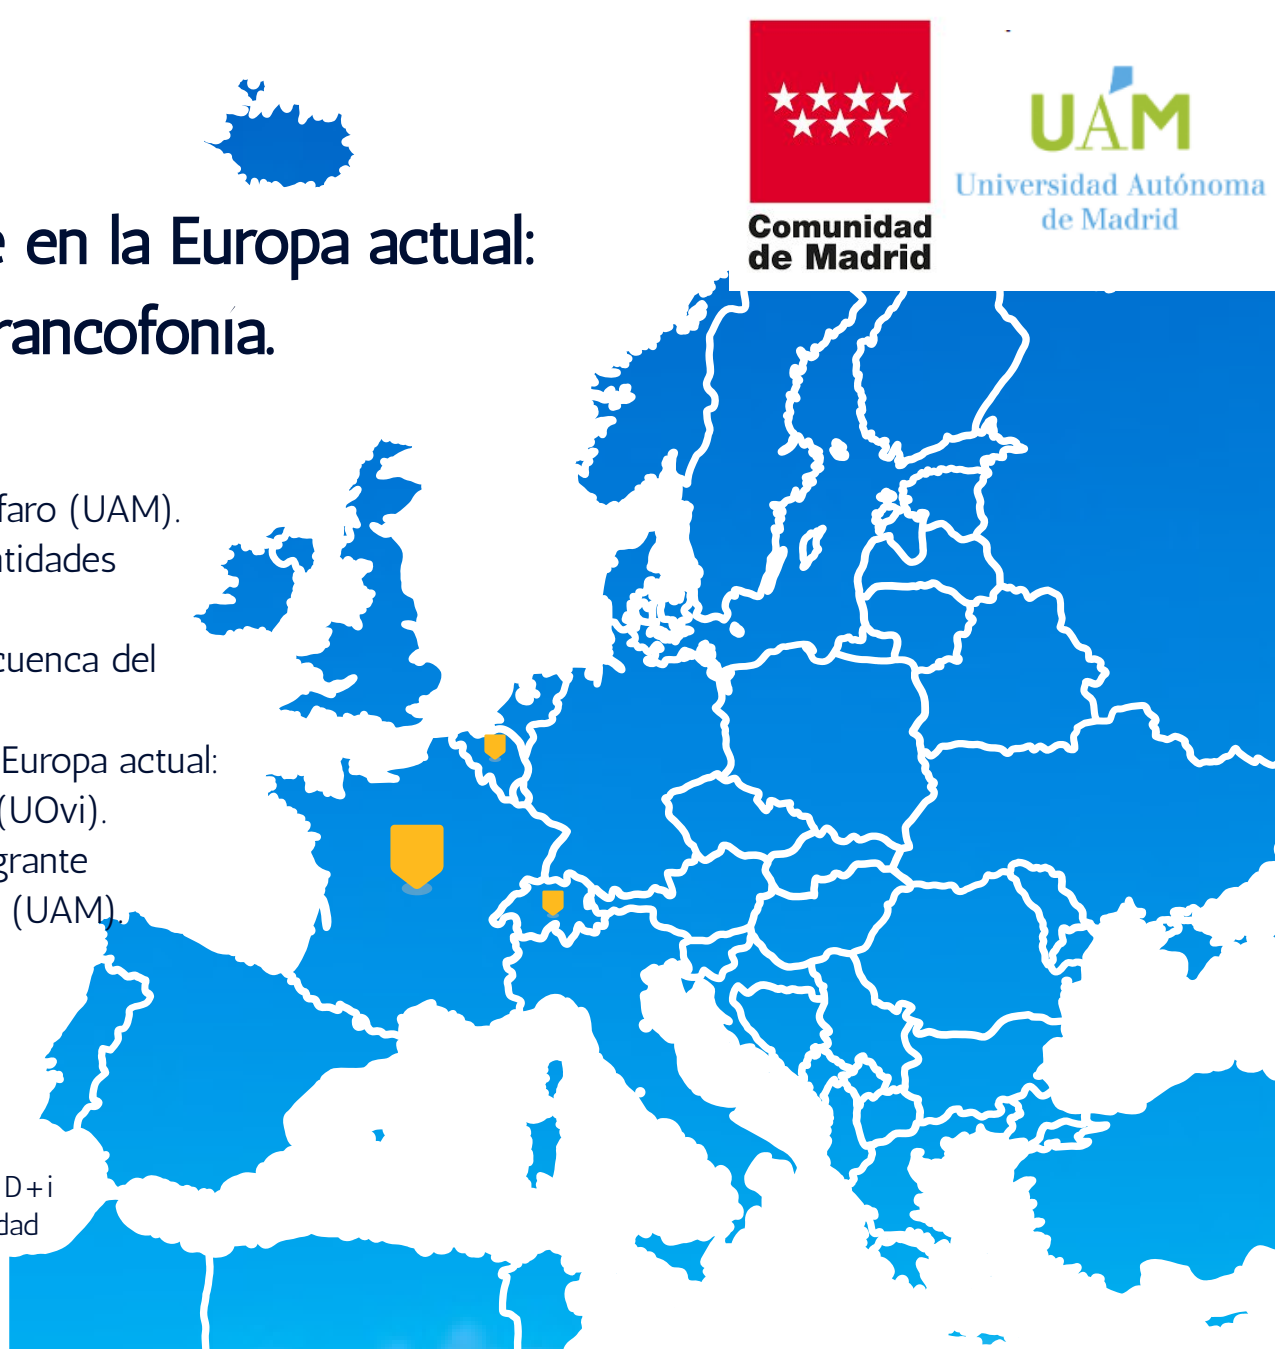 en la Europa actual:
rancofonía.
Comunidad
de Madrid
UAM
Universidad Autónoma
de Madrid
faro (UAM).
ntidades
cuenca del
Europa actual:
(UOvi).
grante
(UAM).
D+i
dad